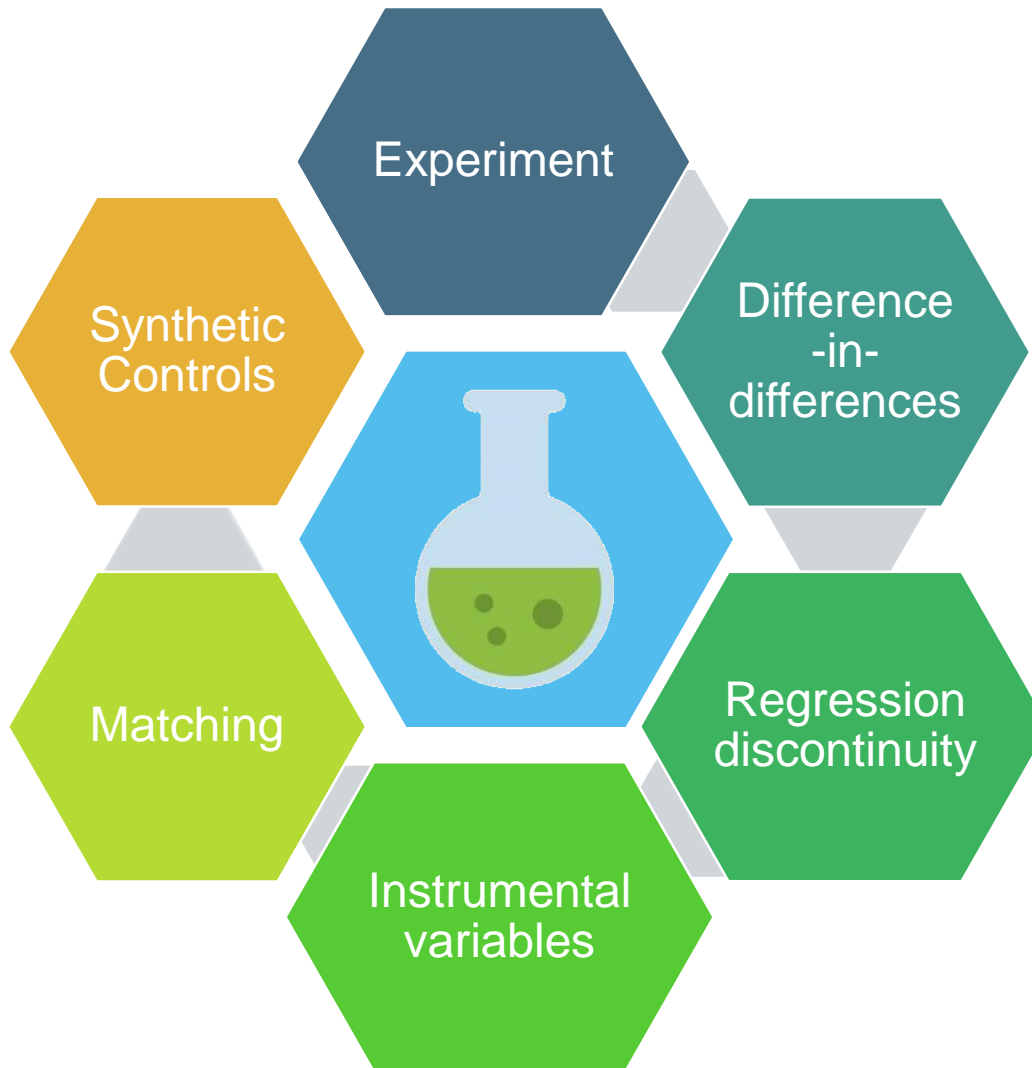 Experiment
Difference
-in-
differences
Regression
discontinuity
Instrumental
variables
Matching
Synthetic
Controls